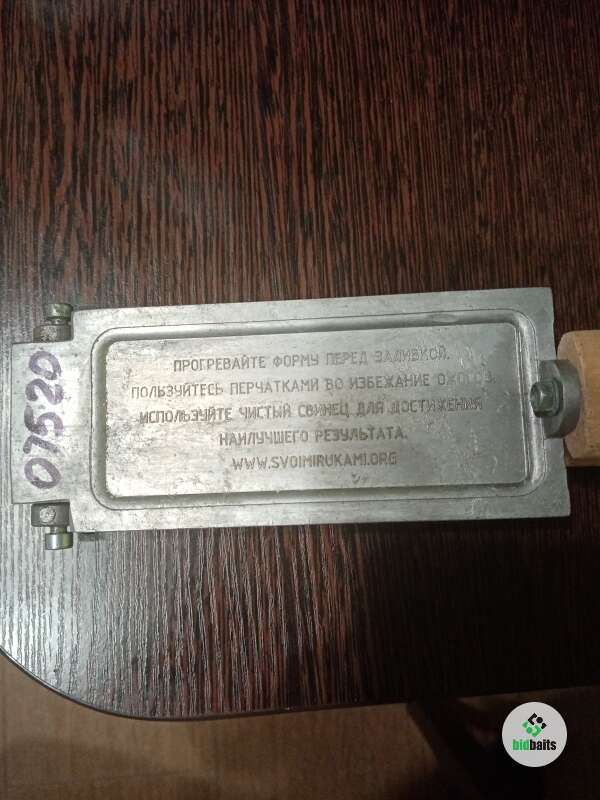 ПРОГРЕВАЙТЕ ФОРМУ ПЕРЕД ЗАЛИВКОЙ.
ПОЛЬЗУЙТЕСЬ ПЕРЧАТКАМИ ВО ИЗБЕЖАНИЕ ОЖОГОВ.
ИСПОЛЬЗУЙТЕ ЧИСТЫЙ СВИНЕЦ ДЛЯ ДОСТИЖЕНИЯ
НАИЛУЧШЕГО РЕЗУЛЬТАТА.
WWW.SVOIMIRUKAMI.ORG
07520
bidbaits